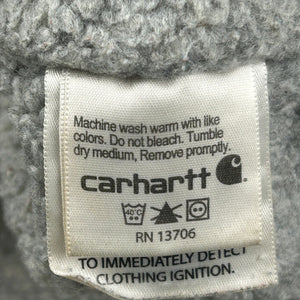 Machine wash warm with like
colors. Do not bleach. Tumble
dry medium, Remove promptly.
carhartt
40°C
RN 13706
TO IMMEDIATELY DETECT
CLOTHING IGNITION.